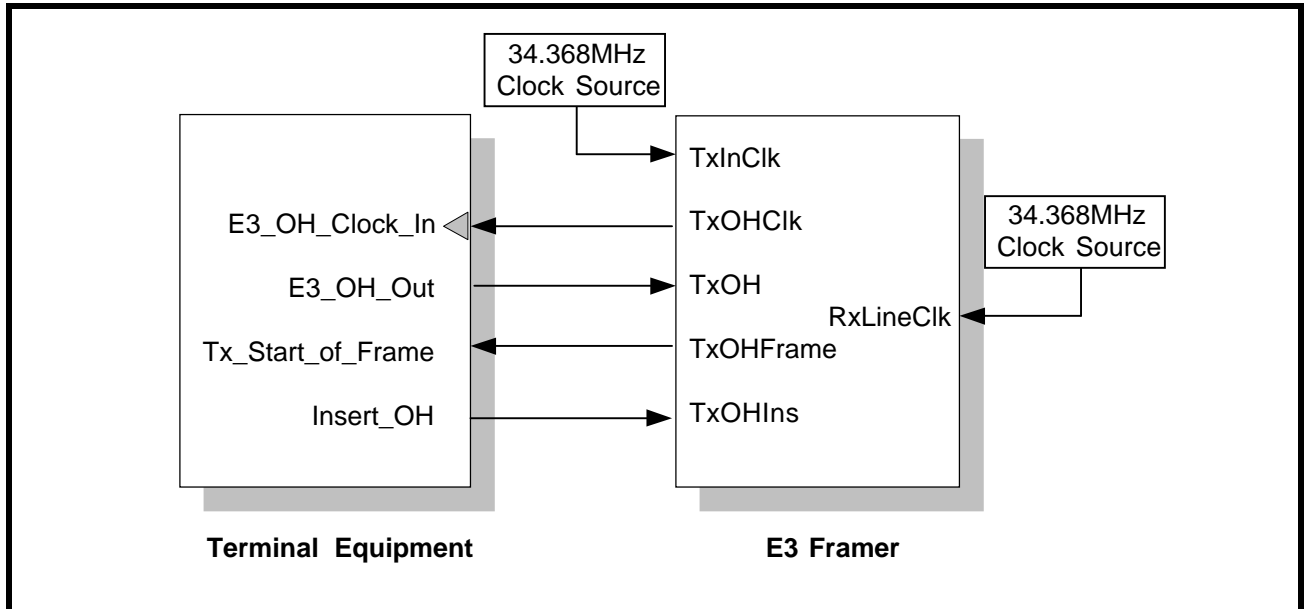 34.368MHz
Clock Source
TxInClk
E3_OH_Clock_In
TxOHClk
34.368MHz
Clock Source
E3_OH_Out
TxOH
RxLineClk
Tx_Start_of_Frame
TxOHFrame
Insert_OH
TxOHIns
Terminal Equipment
E3 Framer